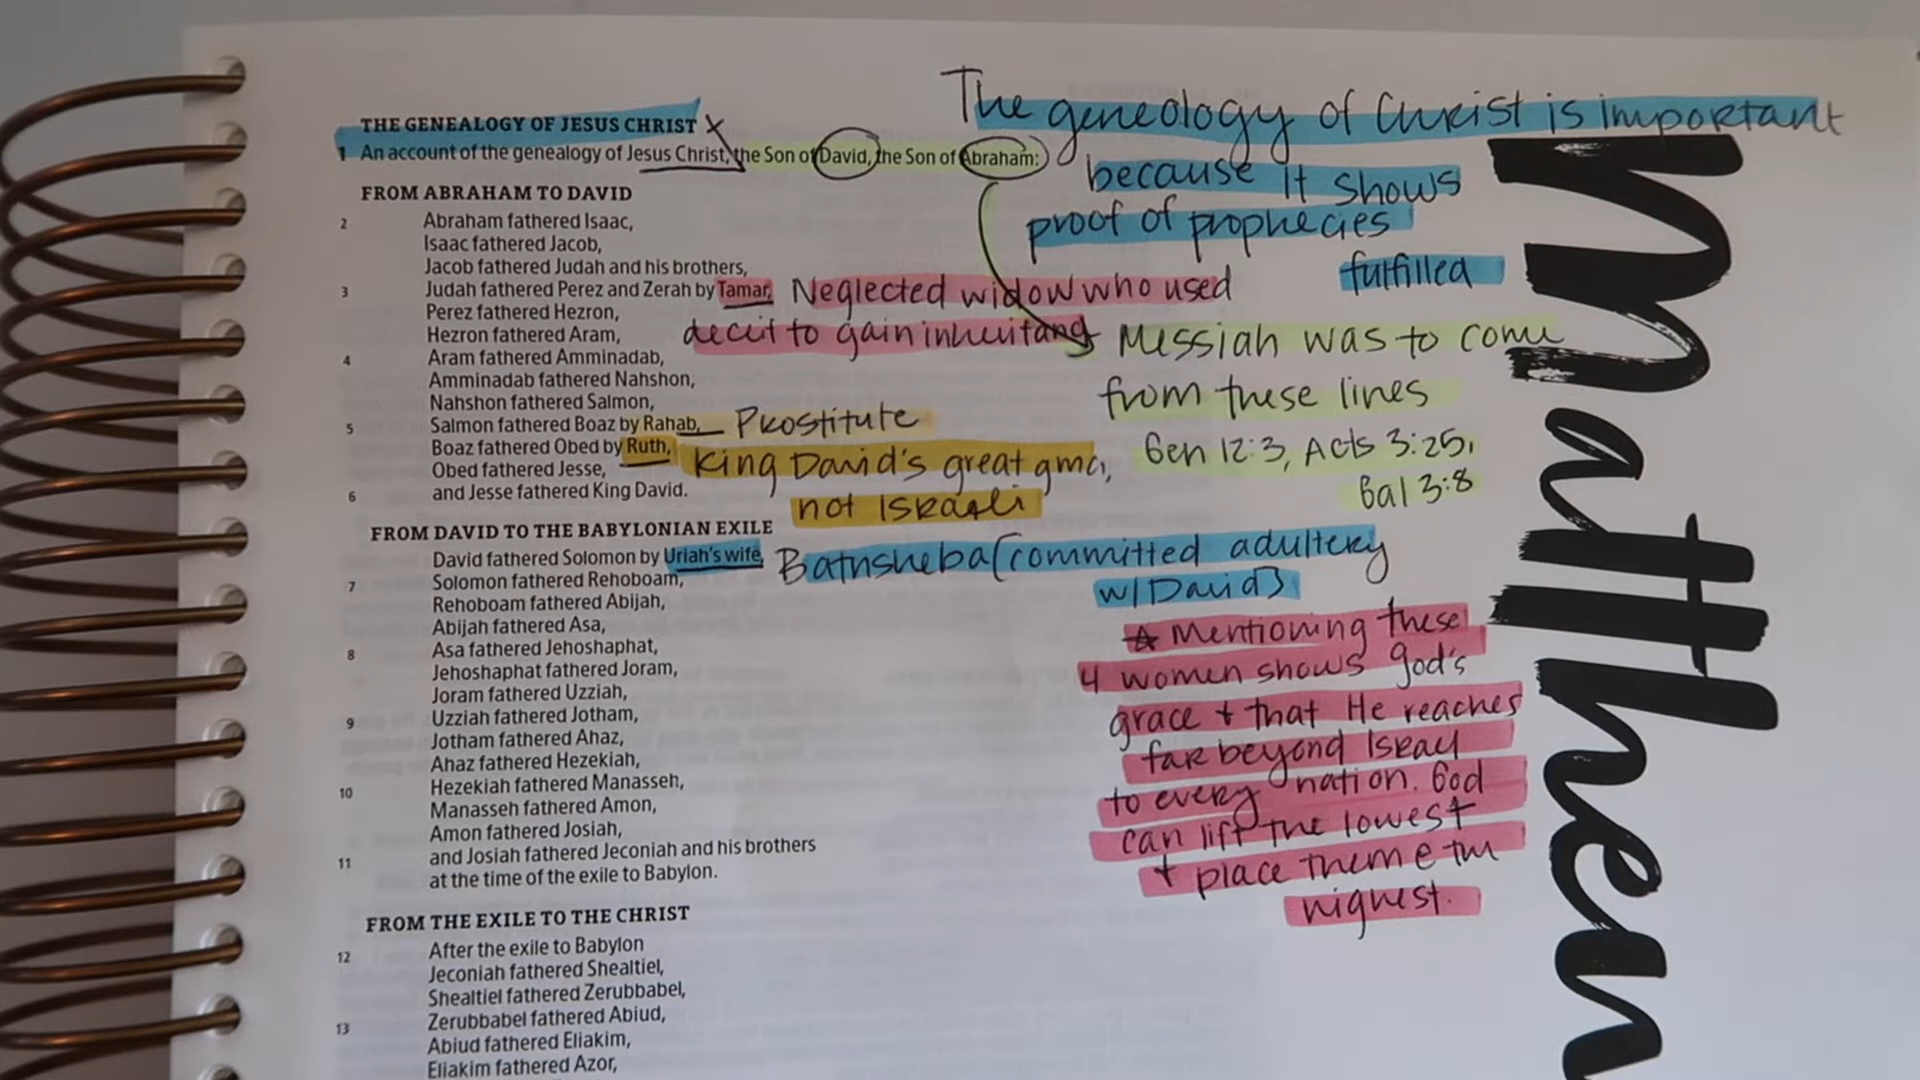 THE GENEALOGY OF JESUS CHRIST
1 An account of the genealogy of Jesus Christ, the Son of David, the Son of Abraham:
The geneology of Christ is important
because it shows
proof of prophecies
fulfilled
FROM ABRAHAM TO DAVID
2 Abraham fathered Isaac,
Isaac fathered Jacob,
Jacob fathered Judah and his brothers,
3 Judah fathered Perez and Zerah by Tamar,
Perez fathered Hezron,
Hezron fathered Aram,
4 Aram fathered Amminadab,
Amminadab fathered Nahshon,
Nahshon fathered Salmon,
5 Salmon fathered Boaz by Rahab,
Boaz fathered Obed by Ruth,
Obed fathered Jesse,
6 and Jesse fathered King David.
Neglected widow who used
deceit to gain inheritance
Messiah was to come
from these lines
Gen 12:3, Acts 3:25,
Gal 3:8
Prostitute
King David's great gma,
not Israeli
FROM DAVID TO THE BABYLONIAN EXILE
David fathered Solomon by Uriah's wife,
7 Solomon fathered Rehoboam,
Rehoboam fathered Abijah,
Abijah fathered Asa,
8 Asa fathered Jehoshaphat,
Jehoshaphat fathered Joram,
Joram fathered Uzziah,
9 Uzziah fathered Jotham,
Jotham fathered Ahaz,
Ahaz fathered Hezekiah,
10 Hezekiah fathered Manasseh,
Manasseh fathered Amon,
Amon fathered Josiah,
11 and Josiah fathered Jeconiah and his brothers
at the time of the exile to Babylon.
Bathsheba (committed adultery
w/ David)
Mentioning these
4 women shows God's
grace + that He reaches
far beyond Israel
to every nation. God
can lift the lowest
+ place them @ the
highest.
FROM THE EXILE TO THE CHRIST
12 After the exile to Babylon
Jeconiah fathered Shealtiel,
Shealtiel fathered Zerubbabel,
13 Zerubbabel fathered Abiud,
Abiud fathered Eliakim,
Eliakim fathered Azor,